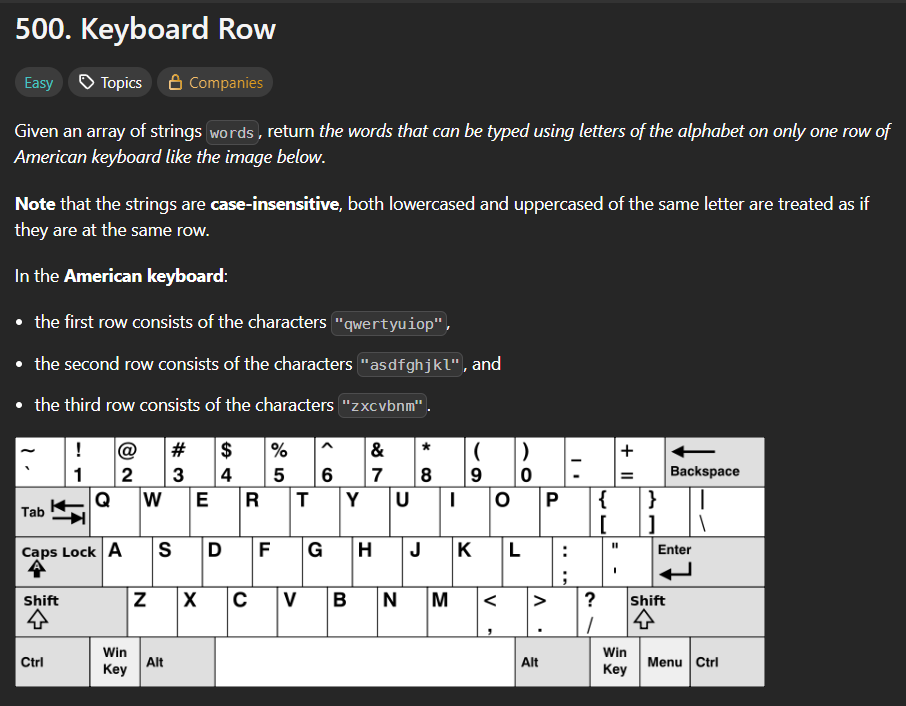 500. Keyboard Row
Easy Topics Companies
Given an array of strings words, return the words that can be typed using letters of the alphabet on only one row of
American keyboard like the image below.
Note that the strings are case-insensitive, both lowercased and uppercased of the same letter are treated as if
they are at the same row.
In the American keyboard:
• the first row consists of the characters "qwertyuiop",
• the second row consists of the characters "asdfghjkl", and
• the third row consists of the characters "zxcvbnm".
~ ! @ # $ % ^ & * ( ) _ + 
` 1 2 3 4 5 6 7 8 9 0 - = Backspace
Tab Q W E R T Y U I O P { } |
[ ] \
Caps Lock A S D F G H J K L : " Enter
A ; '
Shift Z X C V B N M < > ? Shift
, . /
Ctrl Win Key Alt Alt Win Key Menu Ctrl